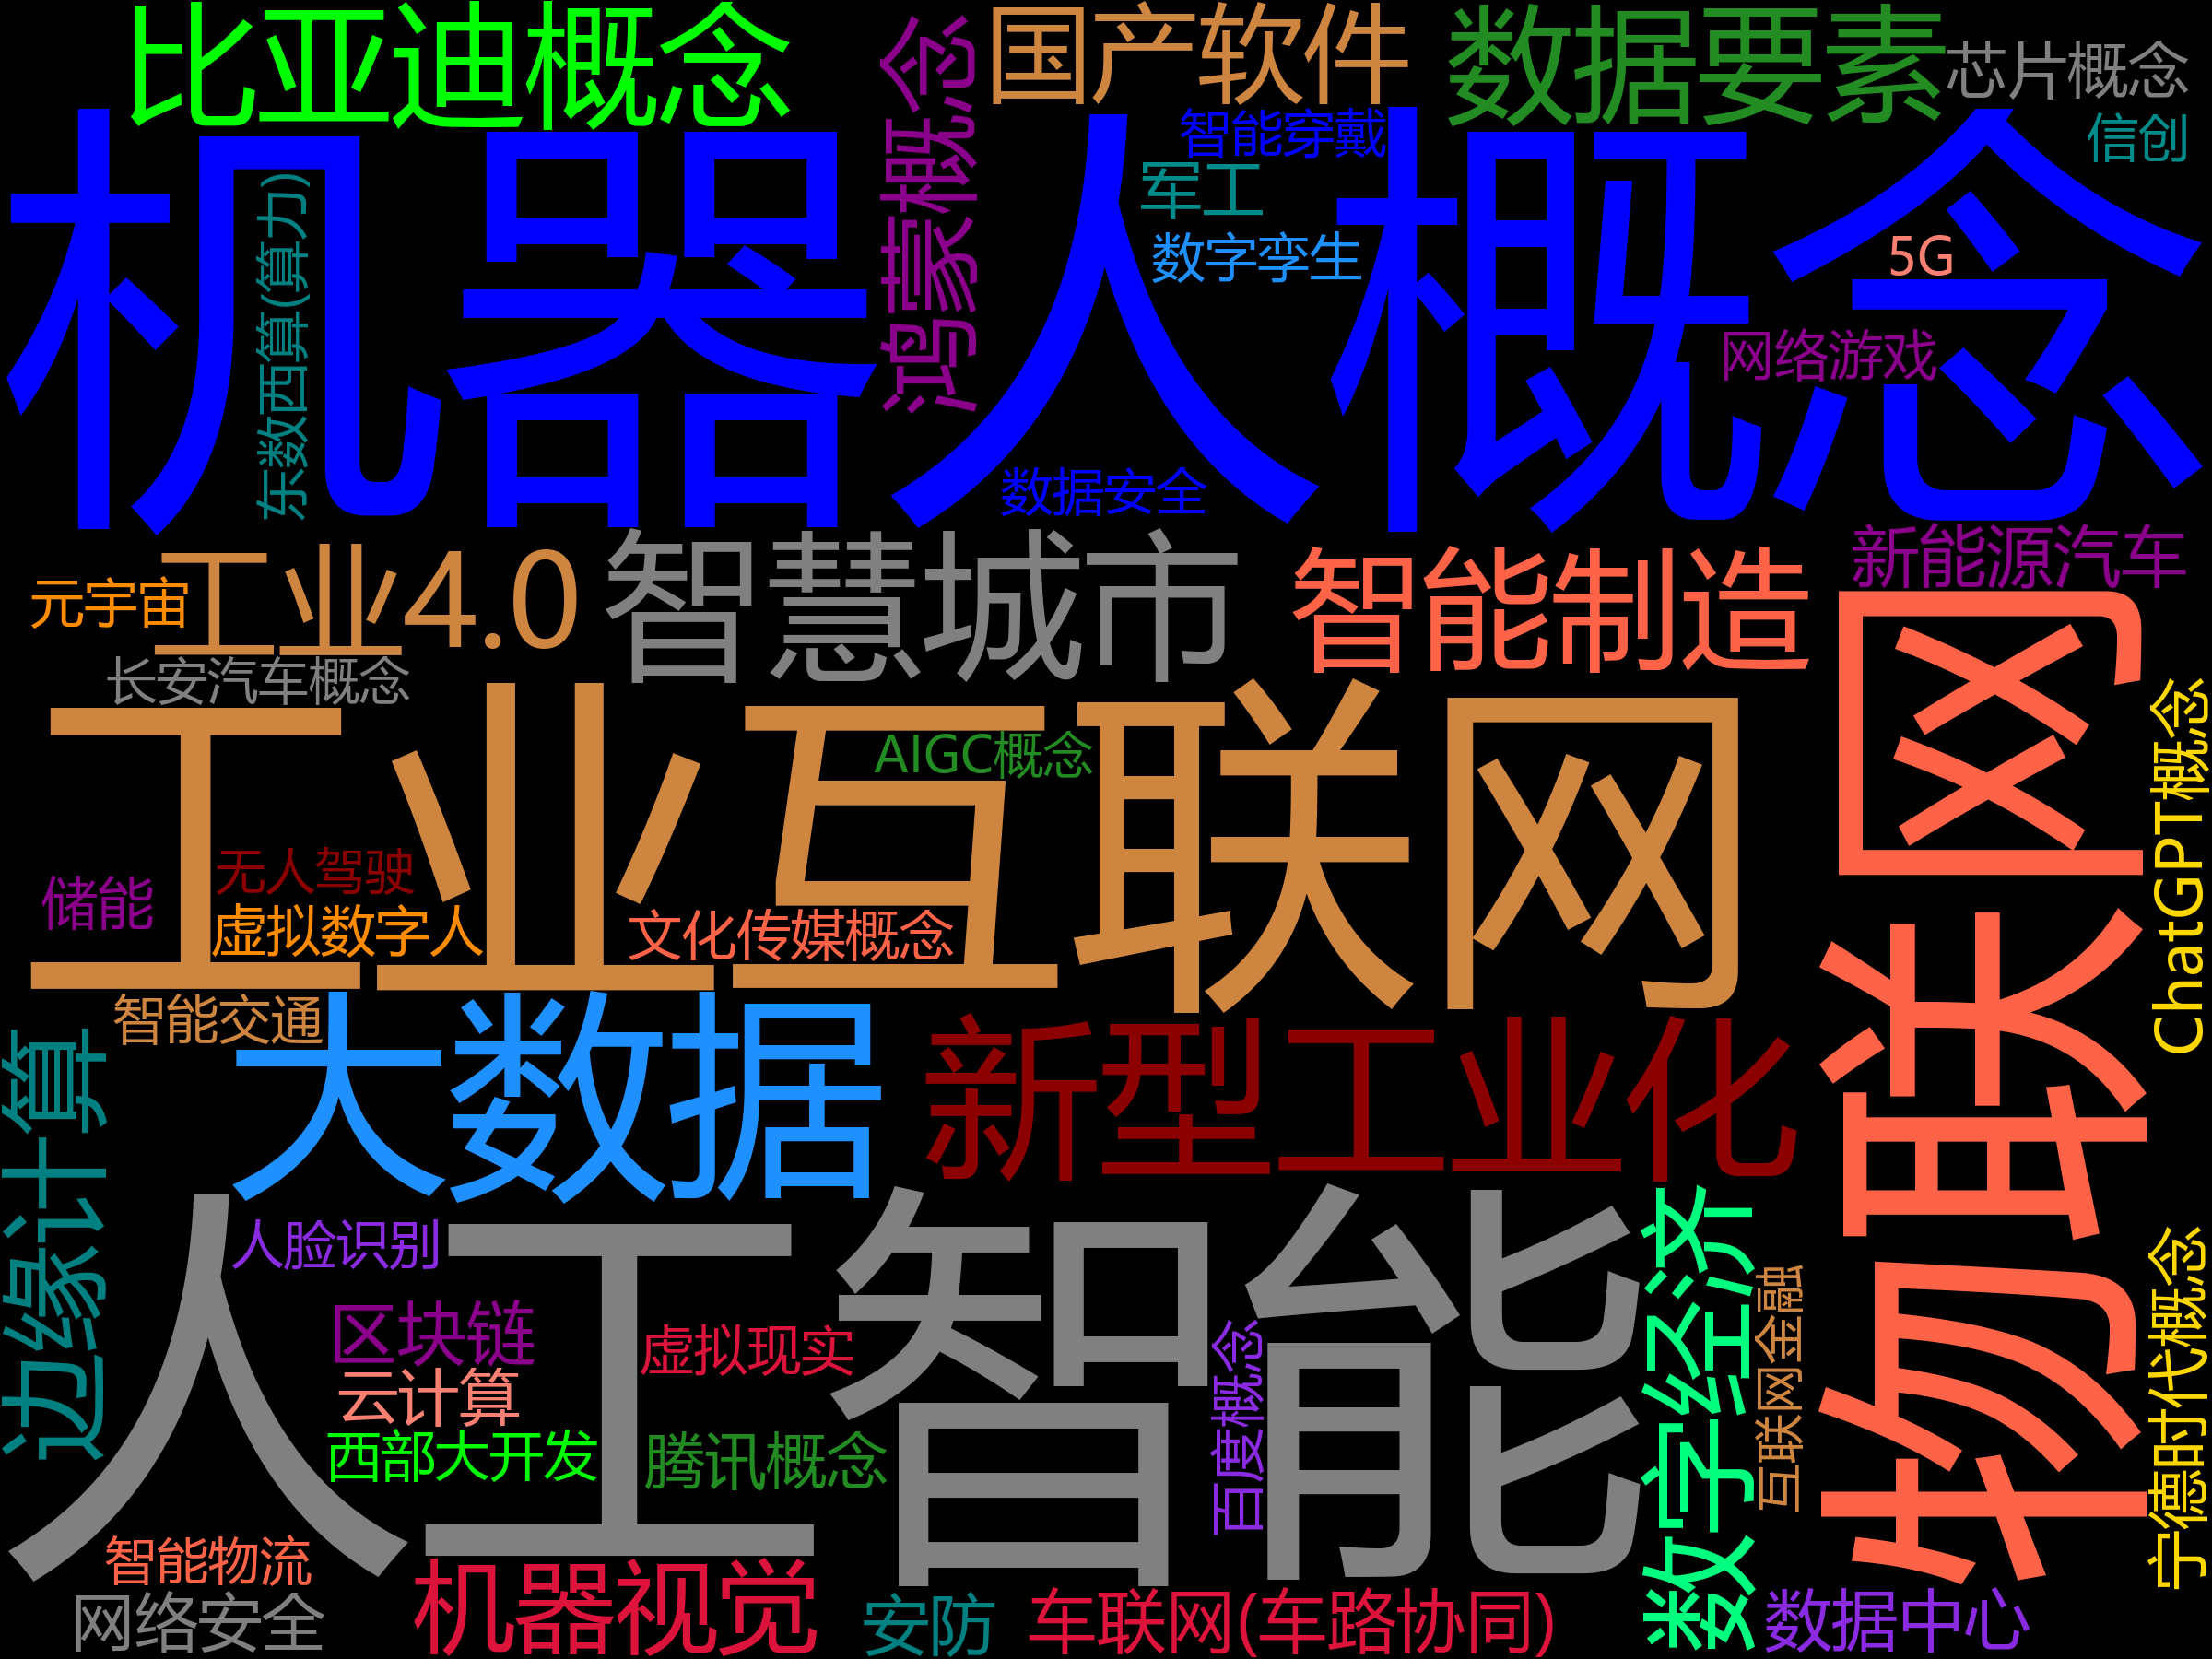 比亚迪概念
国产软件
数据要素
芯片概念
鸿蒙概念
智能穿戴
信创
军工
机器人概念
数字孪生
5G
东数西算(算力)
网络游戏
数据安全
新能源汽车
元宇宙
工业4.0
智慧城市
智能制造
长安汽车概念
工业互联网
AIGC概念
物联网
ChatGPT概念
储能
无人驾驶
虚拟数字人
文化传媒概念
智能交通
大数据
新型工业化
边缘计算
人工智能
人脸识别
区块链
虚拟现实
云计算
西部大开发
腾讯概念
百度概念
数字经济
互联网金融
宁德时代概念
智能物流
网络安全
机器视觉
安防
车联网(车路协同)
数据中心